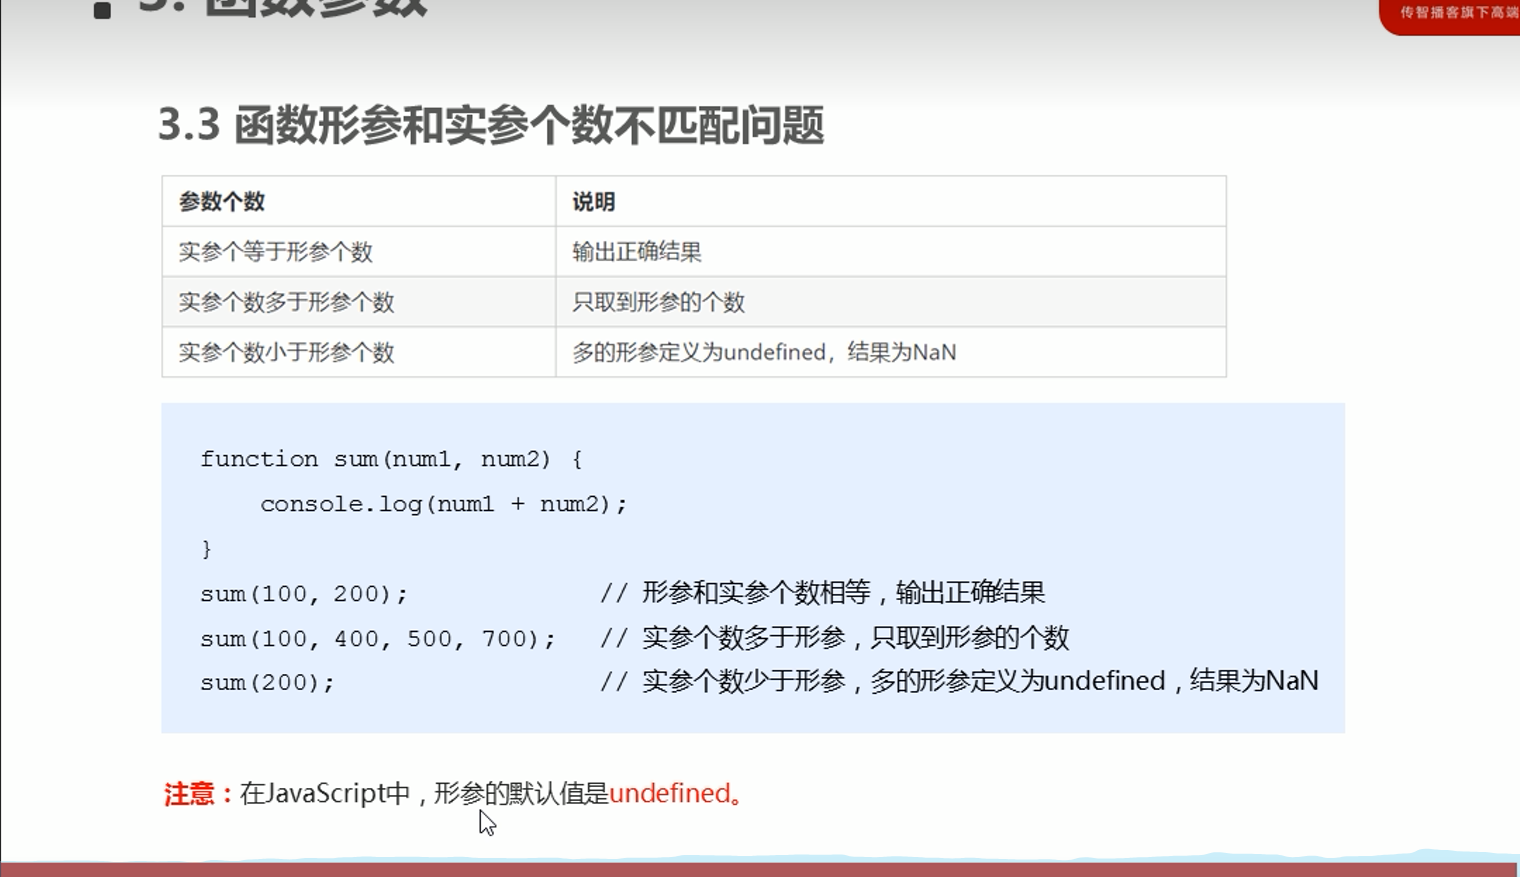 3. 函数参数
传智播客旗下高端
3.3 函数形参和实参个数不匹配问题
参数个数 说明
实参个等于形参个数 输出正确结果
实参个数多于形参个数 只取到形参的个数
实参个数小于形参个数 多的形参定义为undefined，结果为NaN
function sum(num1, num2) {
console.log(num1 + num2);
}
sum(100, 200); // 形参和实参个数相等，输出正确结果
sum(100, 400, 500, 700); // 实参个数多于形参，只取到形参的个数
sum(200); // 实参个数少于形参，多的形参定义为undefined，结果为NaN
注意：在JavaScript中，形参的默认值是undefined。